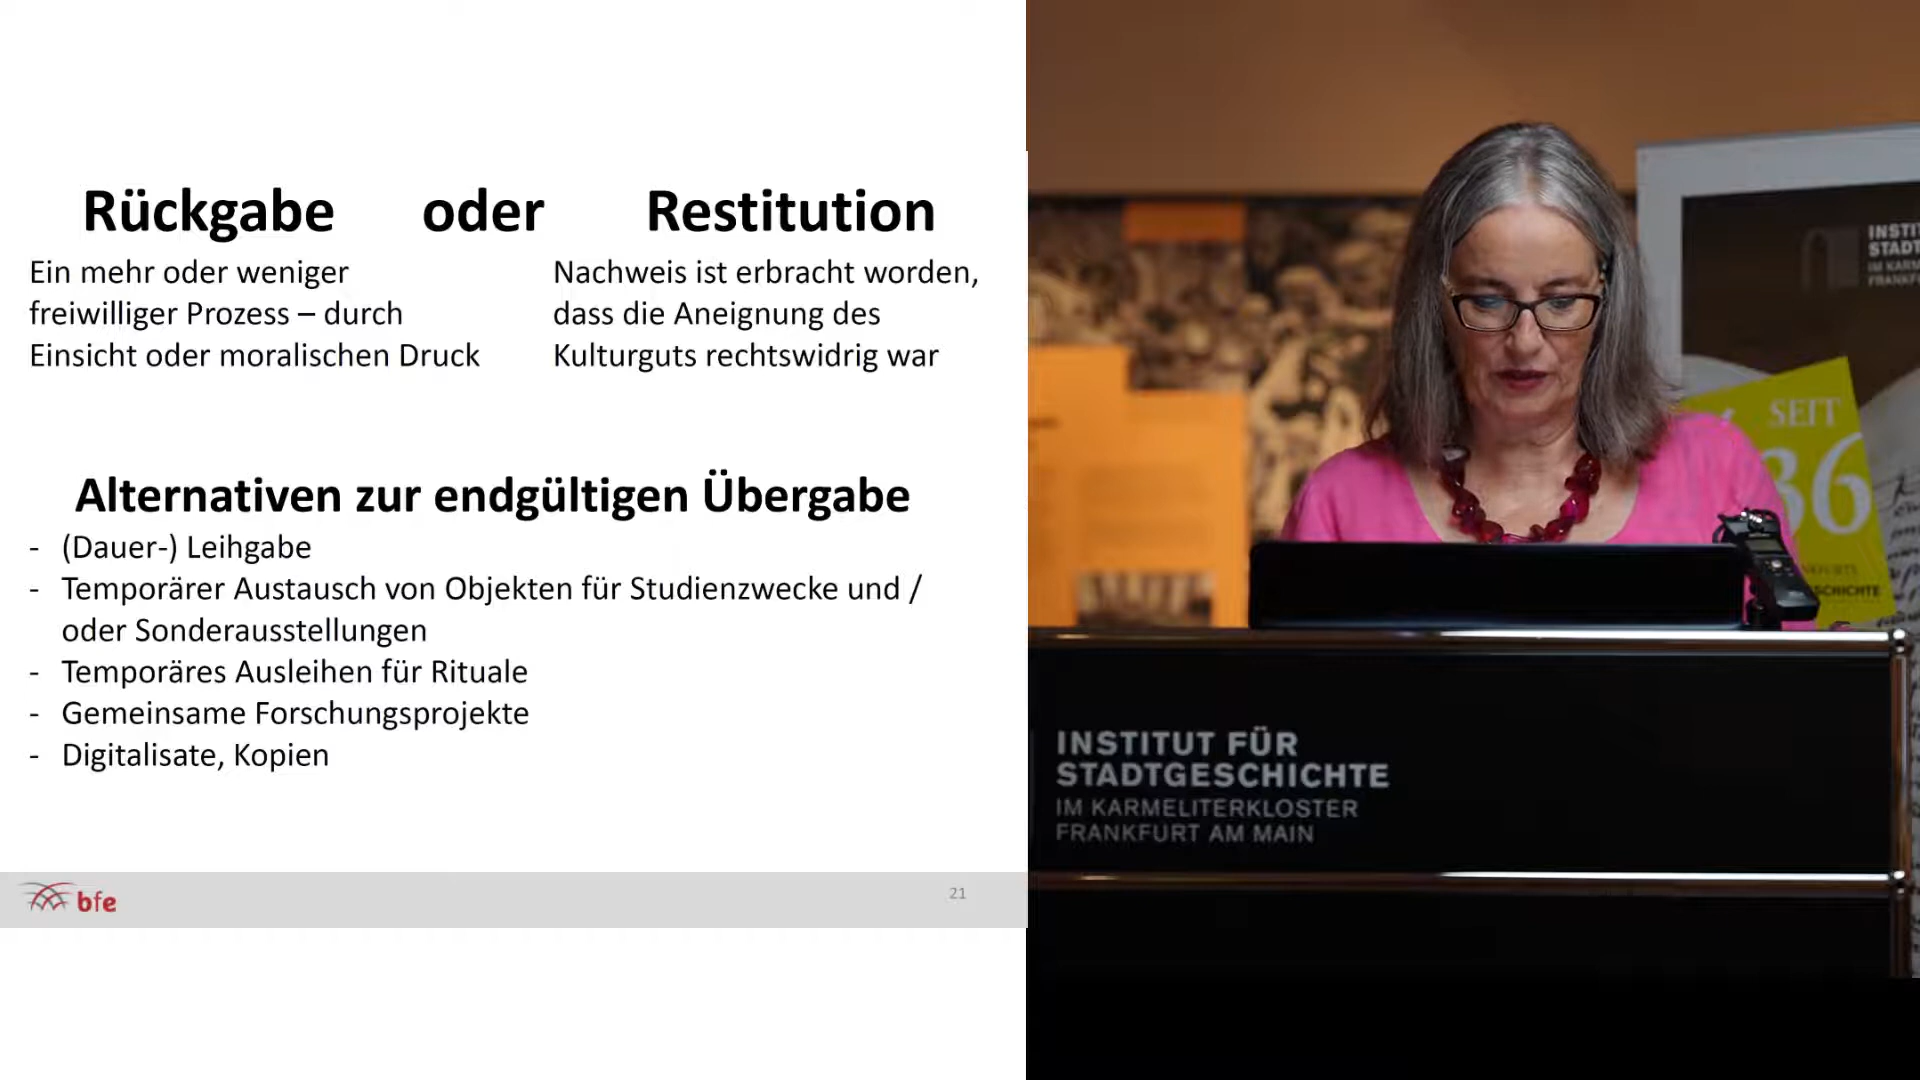 Rückgabe oder Restitution
Ein mehr oder weniger
freiwilliger Prozess – durch
Einsicht oder moralischen Druck
Nachweis ist erbracht worden,
dass die Aneignung des
Kulturguts rechtswidrig war
Alternativen zur endgültigen Übergabe
- (Dauer-) Leihgabe
- Temporärer Austausch von Objekten für Studienzwecke und /
oder Sonderausstellungen
- Temporäres Ausleihen für Rituale
- Gemeinsame Forschungsprojekte
- Digitalisate, Kopien
bfe
21
SEIT
36
SCHICHTE
INSTITUT FÜR
STADTGESCHICHTE
IM KARMELITERKLOSTER
FRANKFURT AM MAIN